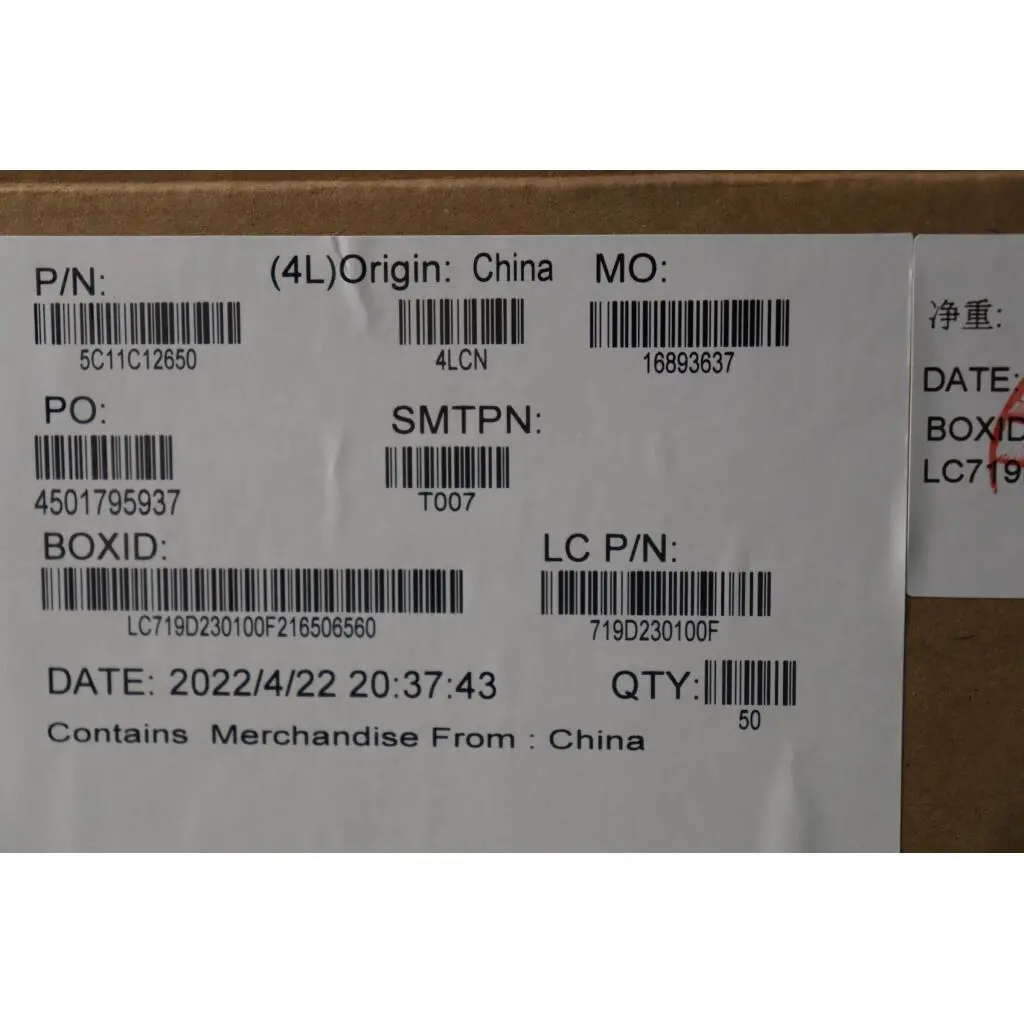 P/N:
(4L)Origin: China
MO:
5C11C12650
4LCN
16893637
PO:
SMTPN:
4501795937
T007
BOXID:
LC P/N:
LC719D230100F216506560
719D230100F
DATE: 2022/4/22 20:37:43
QTY:
50
Contains Merchandise From : China
净重:
DATE:
BOXID
LC719